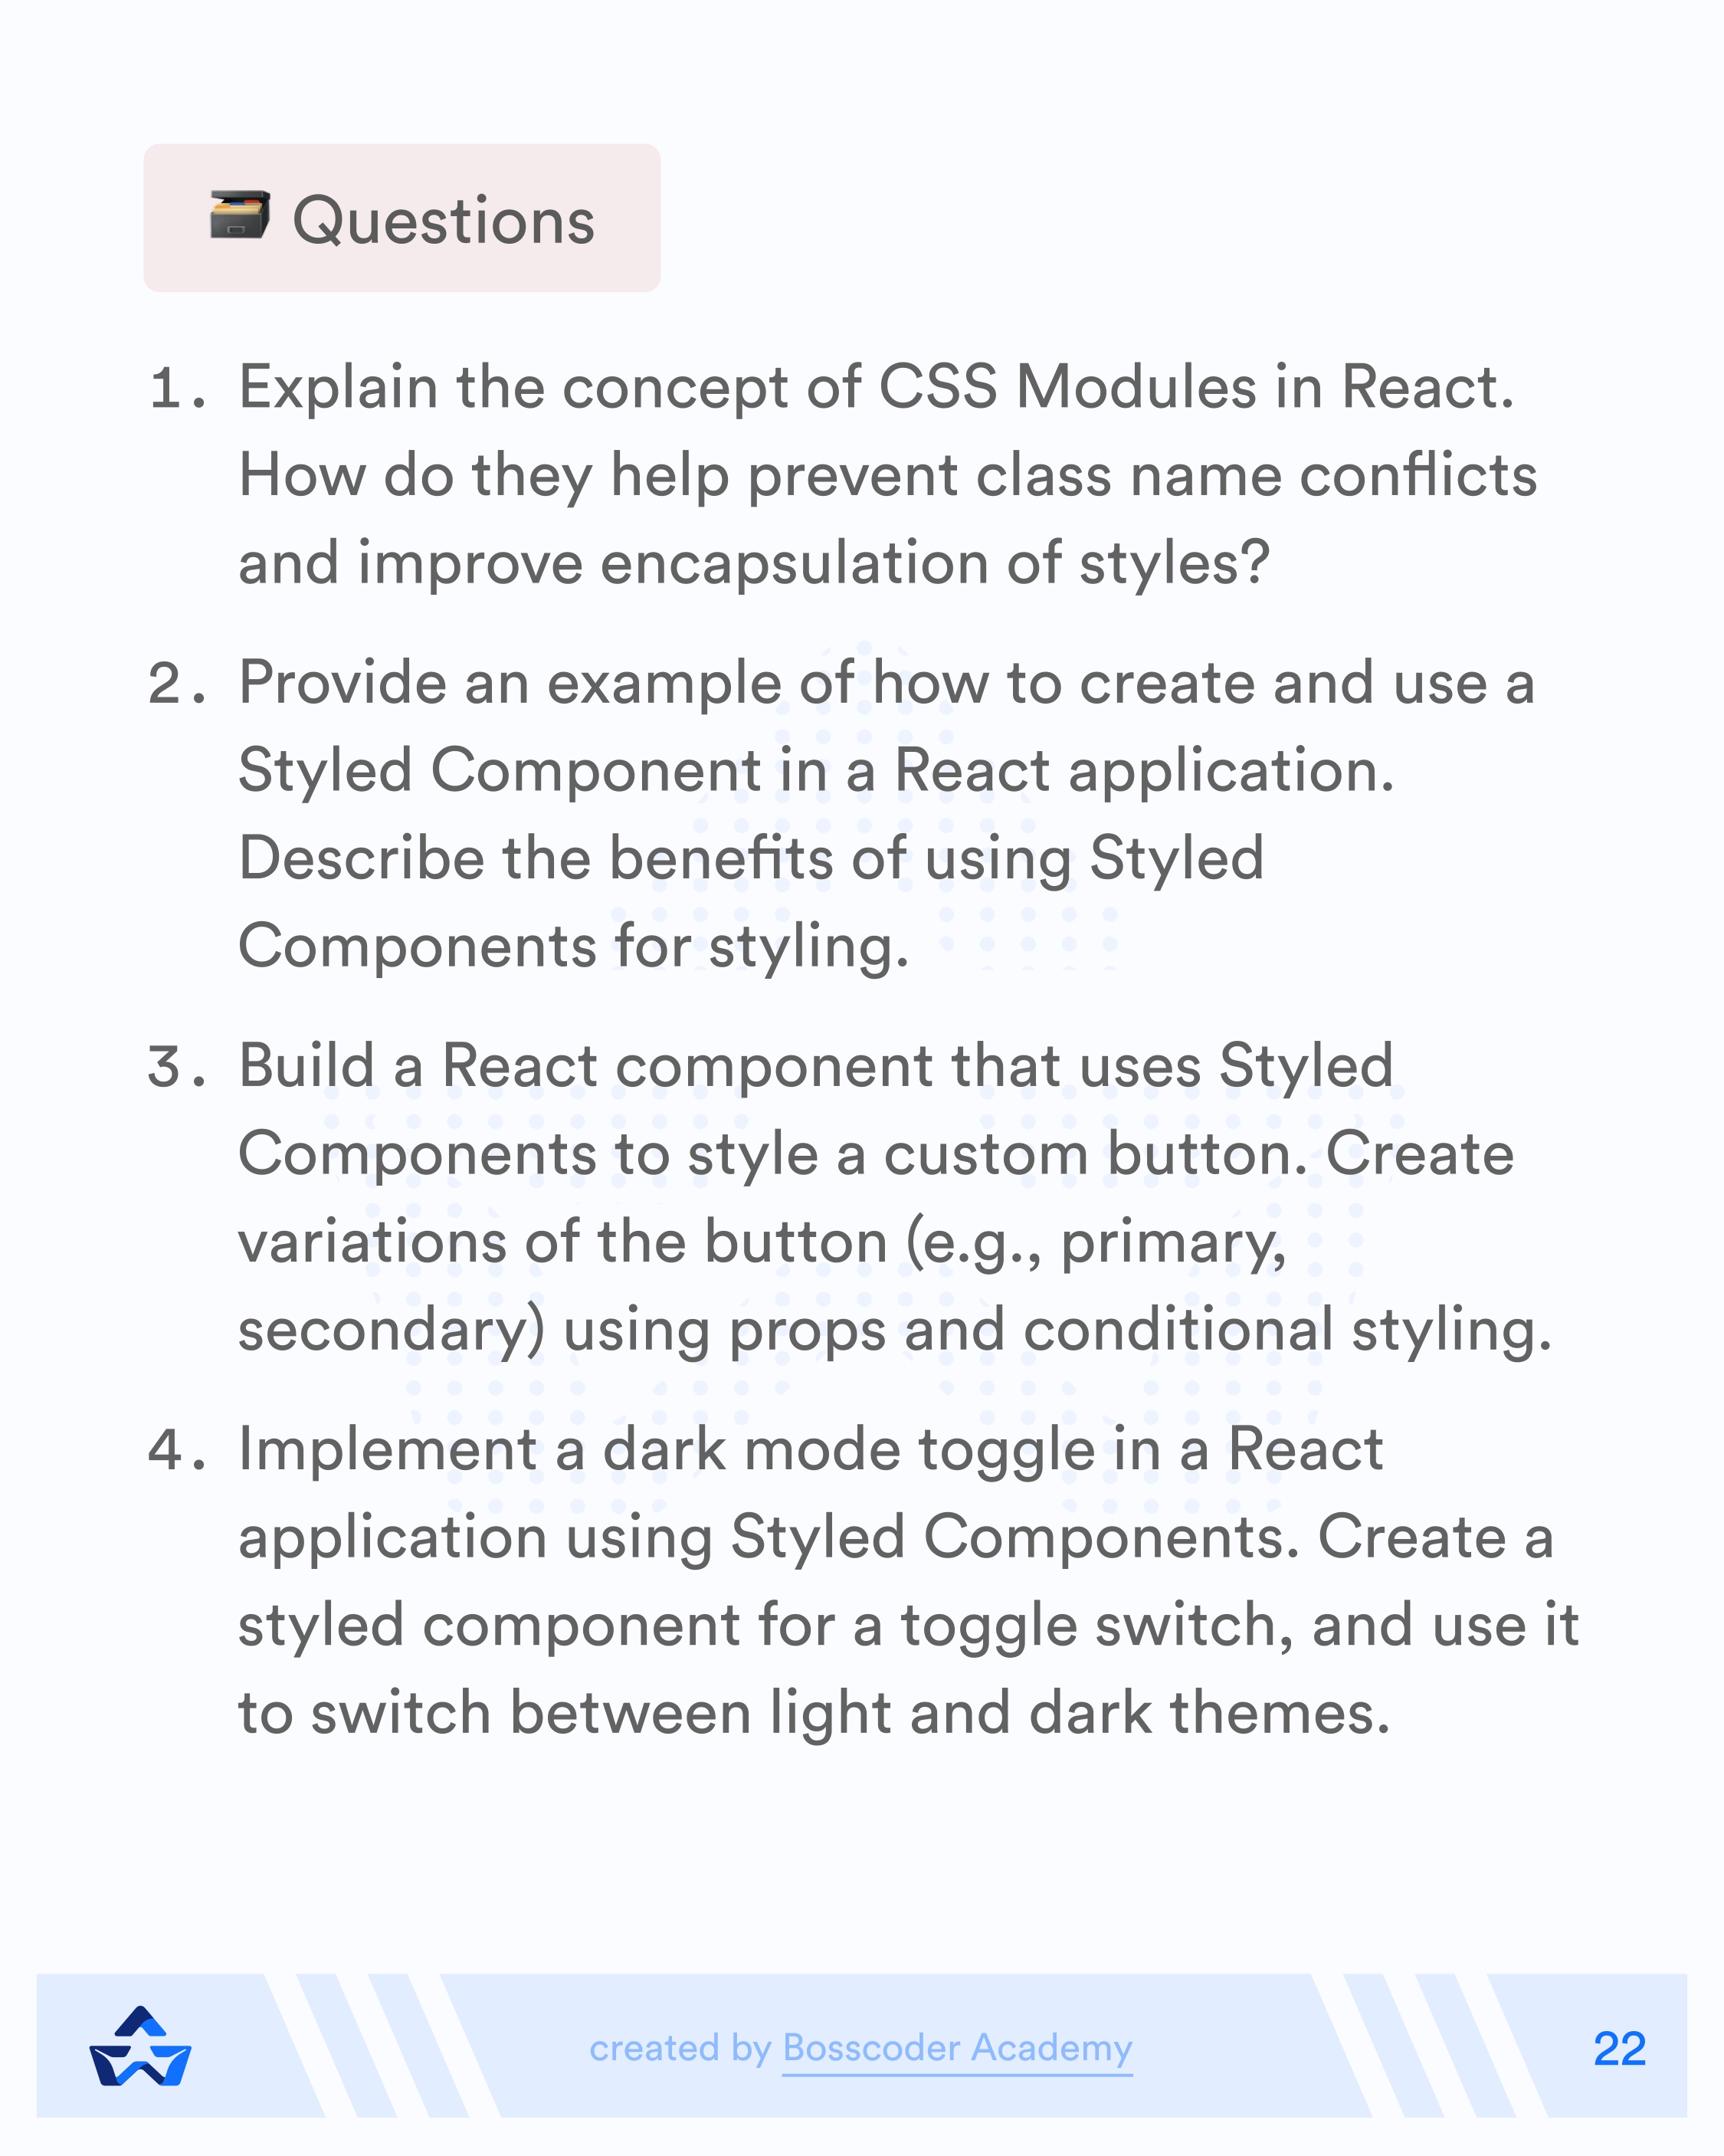 Questions
1. Explain the concept of CSS Modules in React.
How do they help prevent class name conflicts
and improve encapsulation of styles?
2. Provide an example of how to create and use a
Styled Component in a React application.
Describe the benefits of using Styled
Components for styling.
3. Build a React component that uses Styled
Components to style a custom button. Create
variations of the button (e.g., primary,
secondary) using props and conditional styling.
4. Implement a dark mode toggle in a React
application using Styled Components. Create a
styled component for a toggle switch, and use it
to switch between light and dark themes.
created by Bosscoder Academy
22